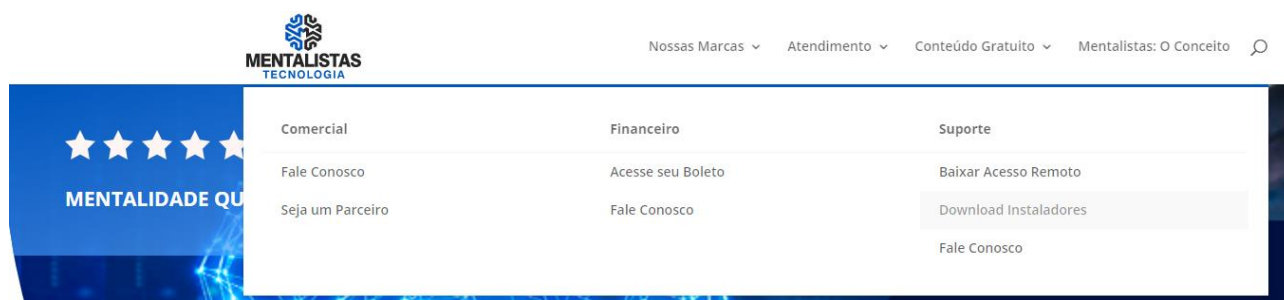 MENTALISTAS
TECNOLOGIA
Nossas Marcas Atendimento Conteúdo Gratuito Mentalistas: O Conceito
Comercial Financeiro Suporte
Fale Conosco Acesse seu Boleto Baixar Acesso Remoto
Seja um Parceiro Fale Conosco Download Instaladores
Fale Conosco
MENTALIDADE QU